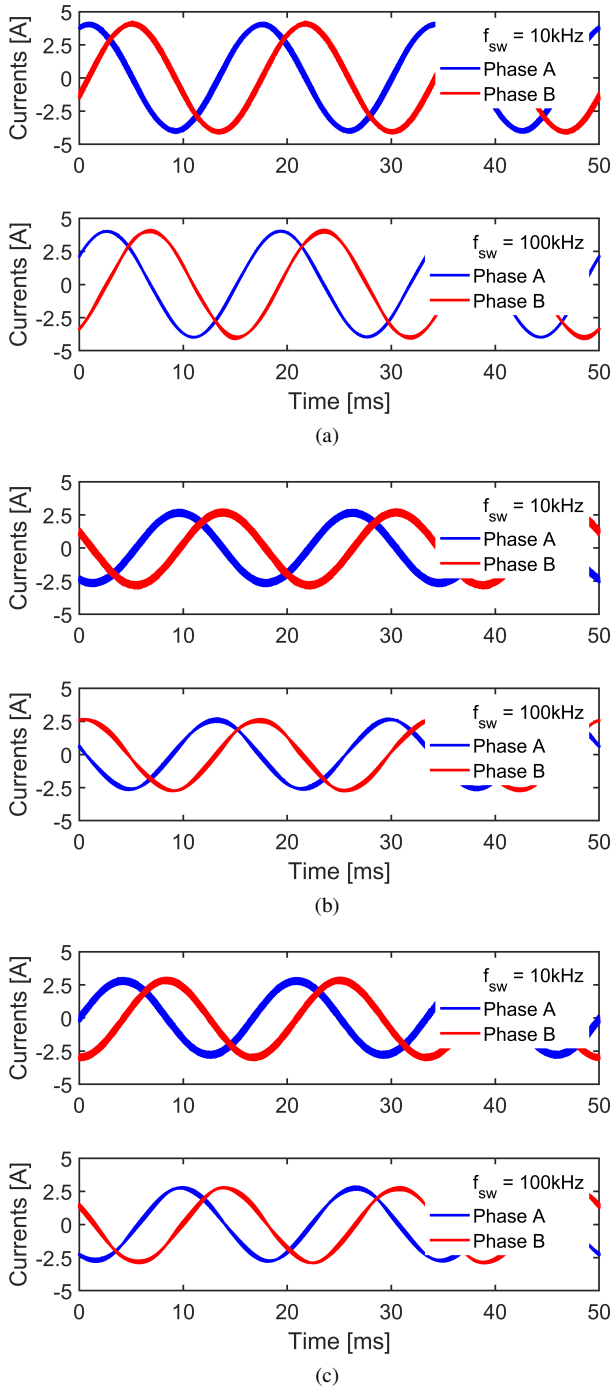 Currents [A]
5
2.5
0
-2.5
-5
f_sw = 10kHz
Phase A
Phase B
0 10 20 30 40 50
Currents [A]
5
2.5
0
-2.5
-5
f_sw = 100kHz
Phase A
Phase B
0 10 20 30 40 50
Time [ms]
(a)
Currents [A]
5
2.5
0
-2.5
-5
f_sw = 10kHz
Phase A
Phase B
0 10 20 30 40 50
Currents [A]
5
2.5
0
-2.5
-5
f_sw = 100kHz
Phase A
Phase B
0 10 20 30 40 50
Time [ms]
(b)
Currents [A]
5
2.5
0
-2.5
-5
f_sw = 10kHz
Phase A
Phase B
0 10 20 30 40 50
Currents [A]
5
2.5
0
-2.5
-5
f_sw = 100kHz
Phase A
Phase B
0 10 20 30 40 50
Time [ms]
(c)